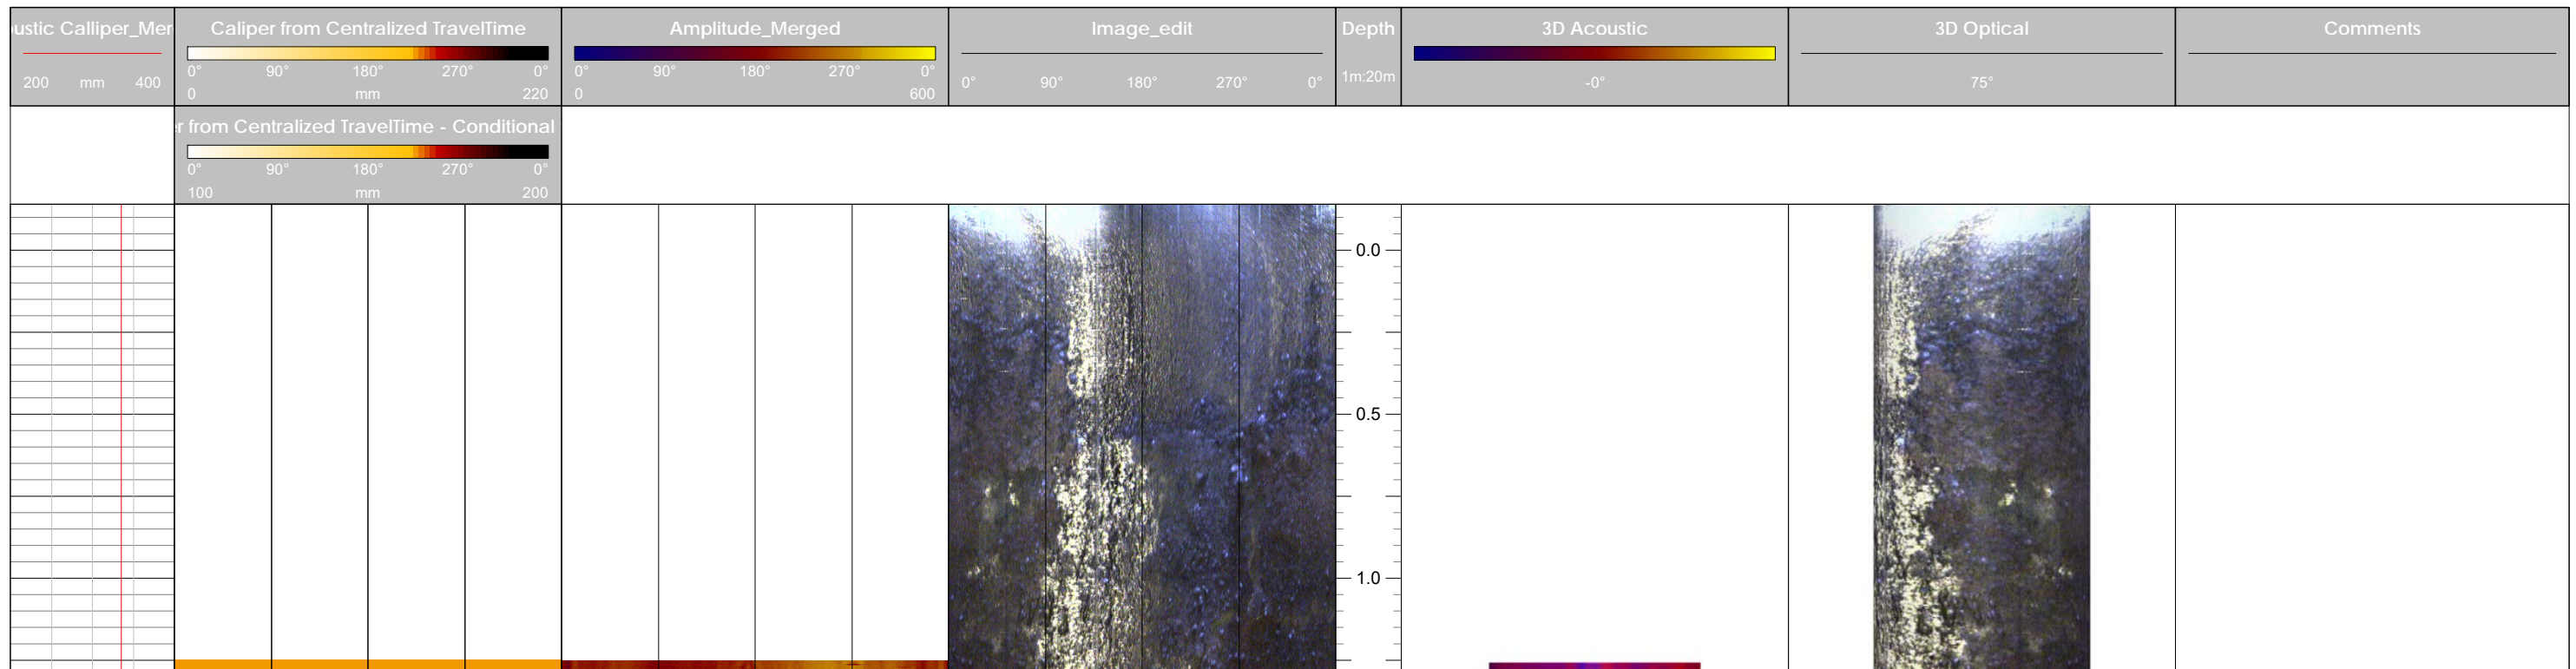 ustic Calliper_Mer
200 mm 400
Caliper from Centralized TravelTime
0° 90° 180° 270° 0°
0 mm 220
Amplitude_Merged
0° 90° 180° 270° 0°
0 600
Image_edit
0° 90° 180° 270° 0°
Depth
1m:20m
3D Acoustic
-0°
3D Optical
75°
Comments
r from Centralized TravelTime - Conditional
0° 90° 180° 270° 0°
100 mm 200
0.0
0.5
1.0